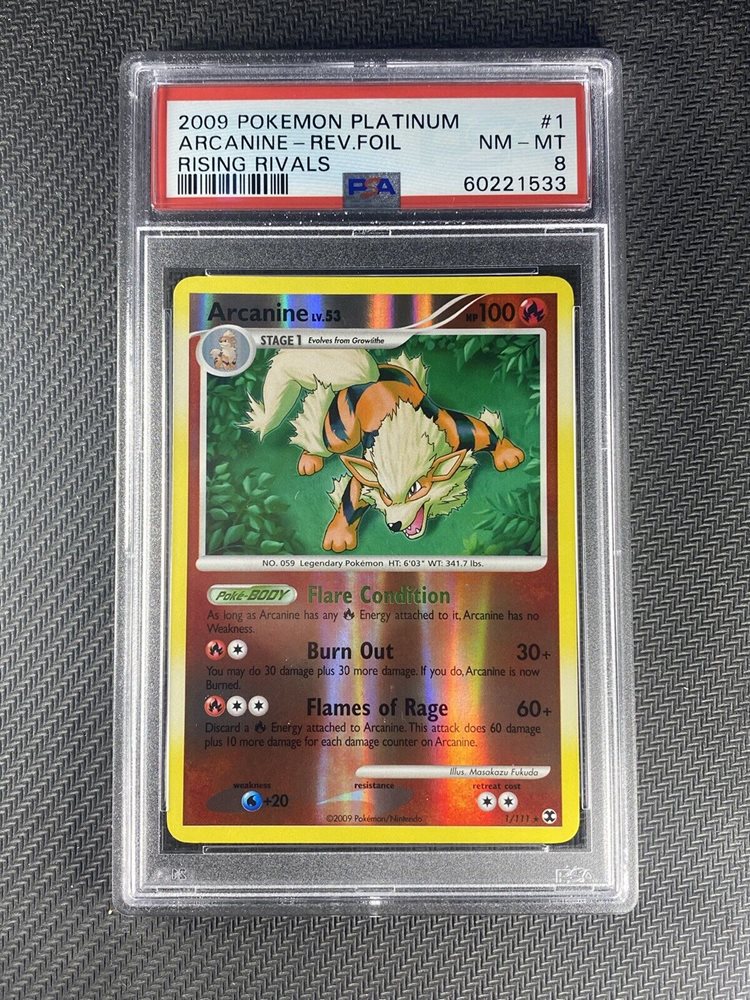 2009 POKEMON PLATINUM #1
ARCANINE - REV.FOIL NM - MT
RISING RIVALS 8
PSA 60221533
Arcanine LV.53 HP 100
STAGE 1 Evolves from Growlithe
NO. 059 Legendary Pokémon HT: 6'03" WT: 341.7 lbs.
Poké-BODY Flare Condition
As long as Arcanine has any Energy attached to it, Arcanine has no
Weakness.
Burn Out 30+
You may do 30 damage plus 30 more damage. If you do, Arcanine is now
Burned.
Flames of Rage 60+
Discard a Energy attached to Arcanine. This attack does 60 damage
plus 10 more damage for each damage counter on Arcanine.
Illus. Masakazu Fukuda
weakness resistance retreat cost
+20
©2009 Pokémon/Nintendo 1/111